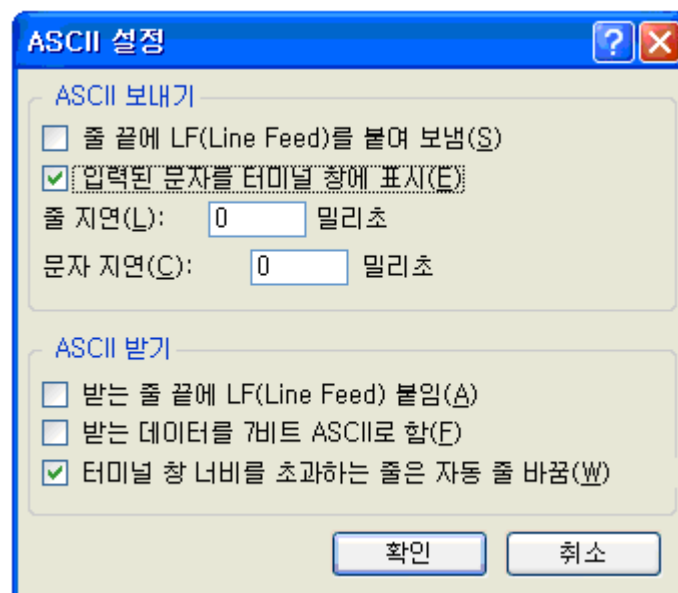 ASCII 설정
ASCII 보내기
줄 끝에 LF(Line Feed)를 붙여 보냄(S)
입력된 문자를 터미널 창에 표시(E)
줄 지연(L): 0 밀리초
문자 지연(C): 0 밀리초
ASCII 받기
받는 줄 끝에 LF(Line Feed) 붙임(A)
받는 데이터를 7비트 ASCII로 함(F)
터미널 창 너비를 초과하는 줄은 자동 줄 바꿈(W)
확인 취소